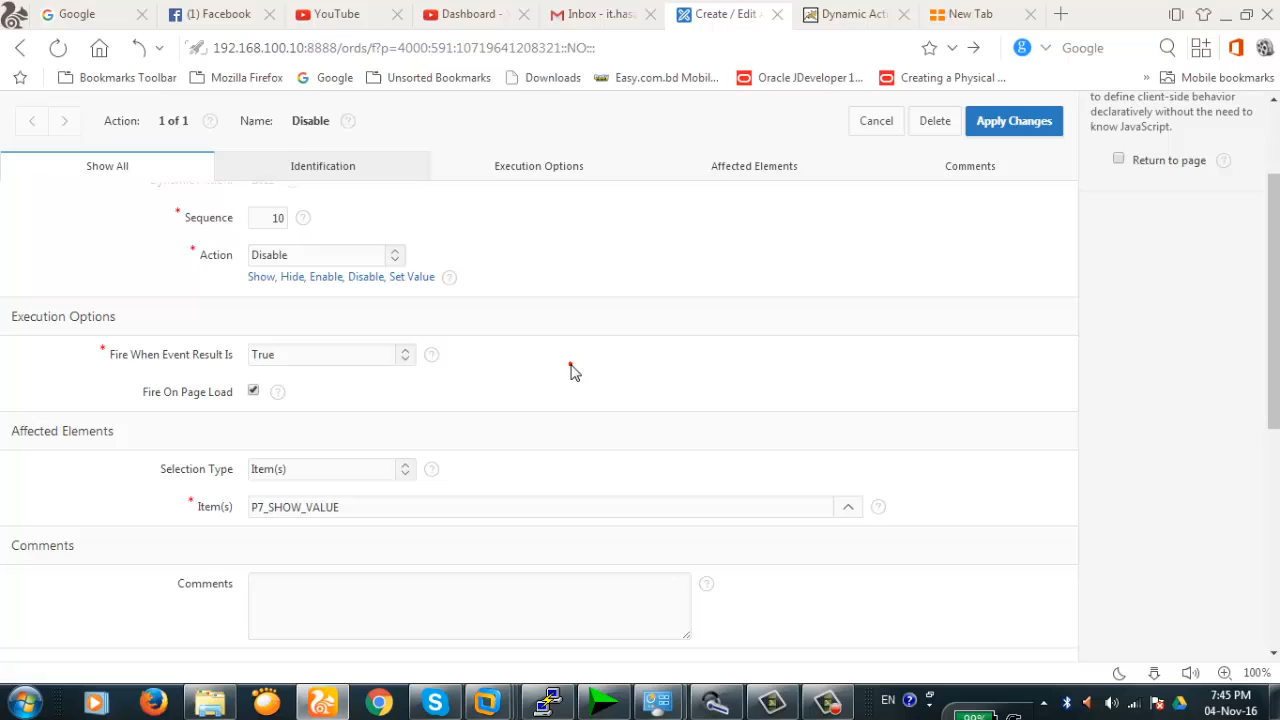 Google
(1) Facebook
YouTube
Dashboard -
Inbox - it.has
Create / Edit
Dynamic Acti
New Tab
192.168.100.10:8888/ords/f?p=4000:591:10719641208321::NO:::
Google
Bookmarks Toolbar
Mozilla Firefox
Google
Unsorted Bookmarks
Downloads
Easy.com.bd Mobil...
Oracle JDeveloper 1...
Creating a Physical ...
»
Mobile bookmarks
Action: 1 of 1 ? Name: Disable ?
Cancel
Delete
Apply Changes
to define client-side behavior
declaratively without the need to
know JavaScript.
Return to page ?
Show All
Identification
Execution Options
Affected Elements
Comments
* Sequence 10 ?
* Action Disable
Show, Hide, Enable, Disable, Set Value ?
Execution Options
* Fire When Event Result Is True ?
Fire On Page Load ?
Affected Elements
Selection Type Item(s) ?
* Item(s) P7_SHOW_VALUE ?
Comments
Comments ?
100%
EN ?
99%
7:45 PM
04-Nov-16